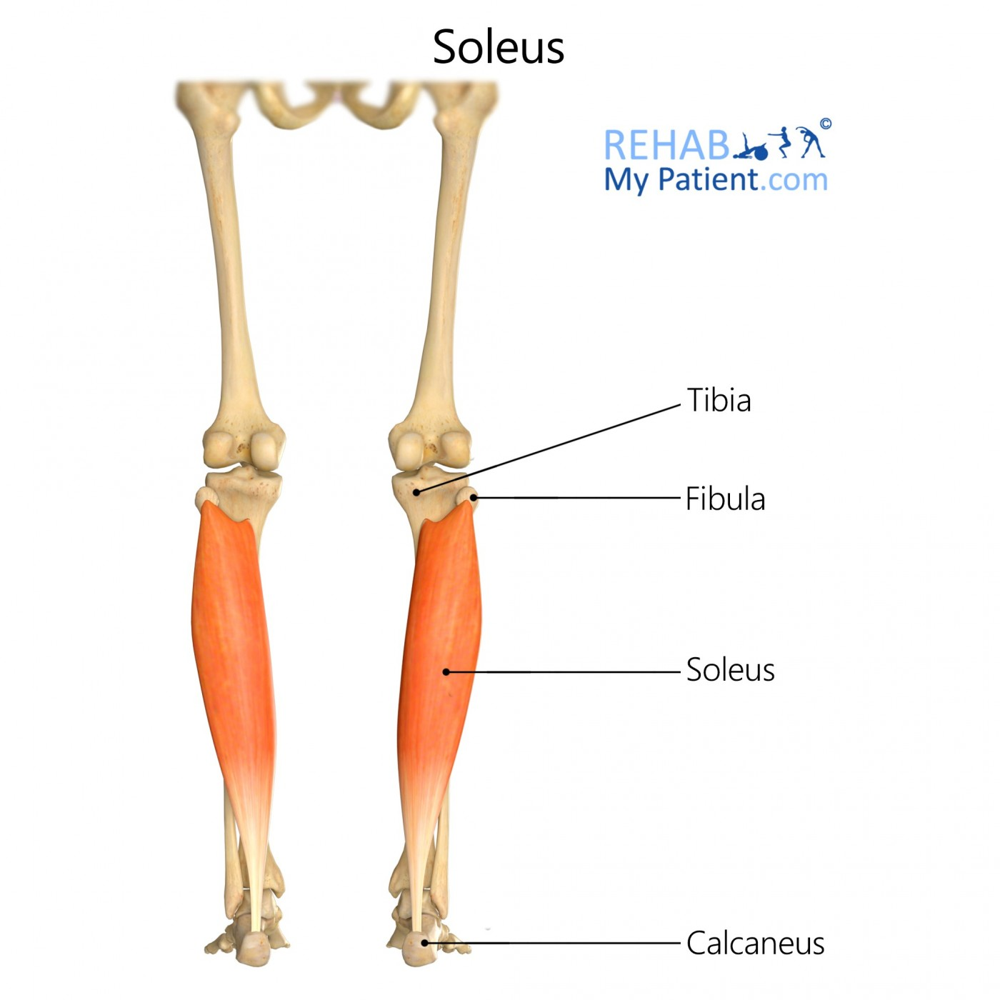 Soleus
REHAB ©
My Patient.com
Tibia
Fibula
Soleus
Calcaneus